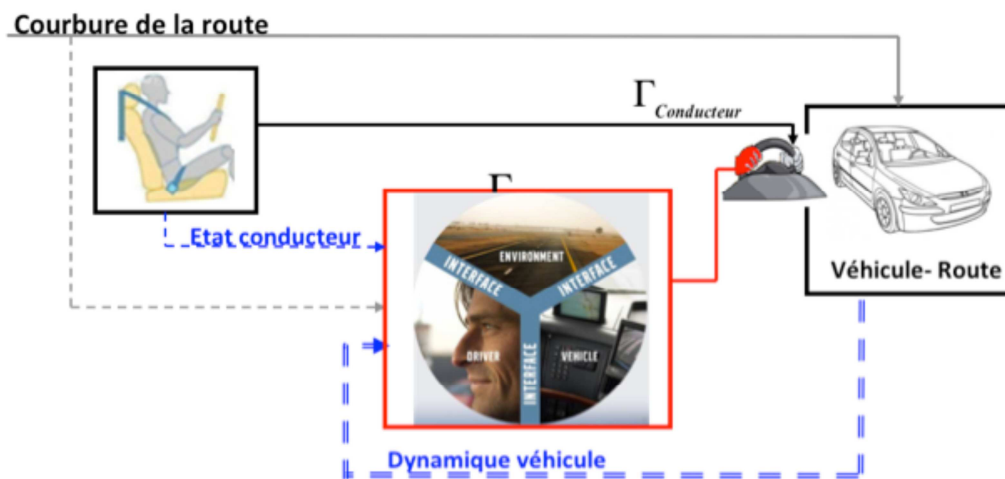 Courbure de la route
Γ Conducteur
Γ
Etat conducteur
ENVIRONMENT
INTERFACE
INTERFACE
DRIVER
INTERFACE
VEHICLE
Véhicule- Route
Dynamique véhicule